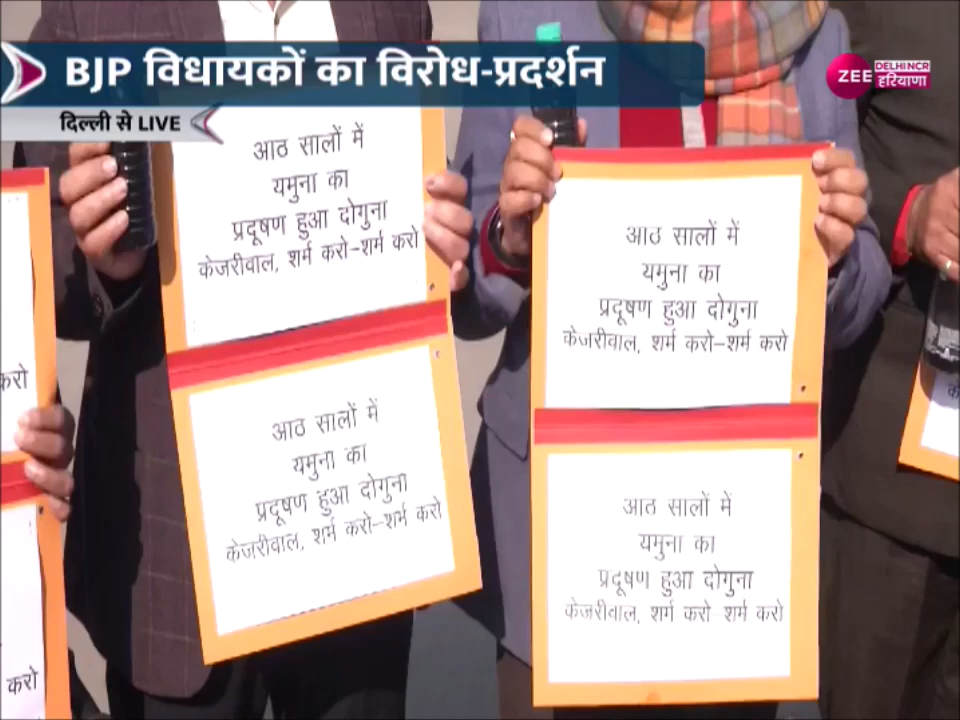 BJP विधायकों का विरोध-प्रदर्शन
ZEE DELHI NCR
हरियाणा
दिल्ली से LIVE
आठ सालों में
यमुना का
प्रदूषण हुआ दोगुना
केजरीवाल, शर्म करो-शर्म करो
आठ सालों में
यमुना का
प्रदूषण हुआ दोगुना
केजरीवाल, शर्म करो-शर्म करो
आठ सालों में
यमुना का
प्रदूषण हुआ दोगुना
केजरीवाल, शर्म करो-शर्म करो
आठ सालों में
यमुना का
प्रदूषण हुआ दोगुना
केजरीवाल, शर्म करो शर्म करो
करो
करो